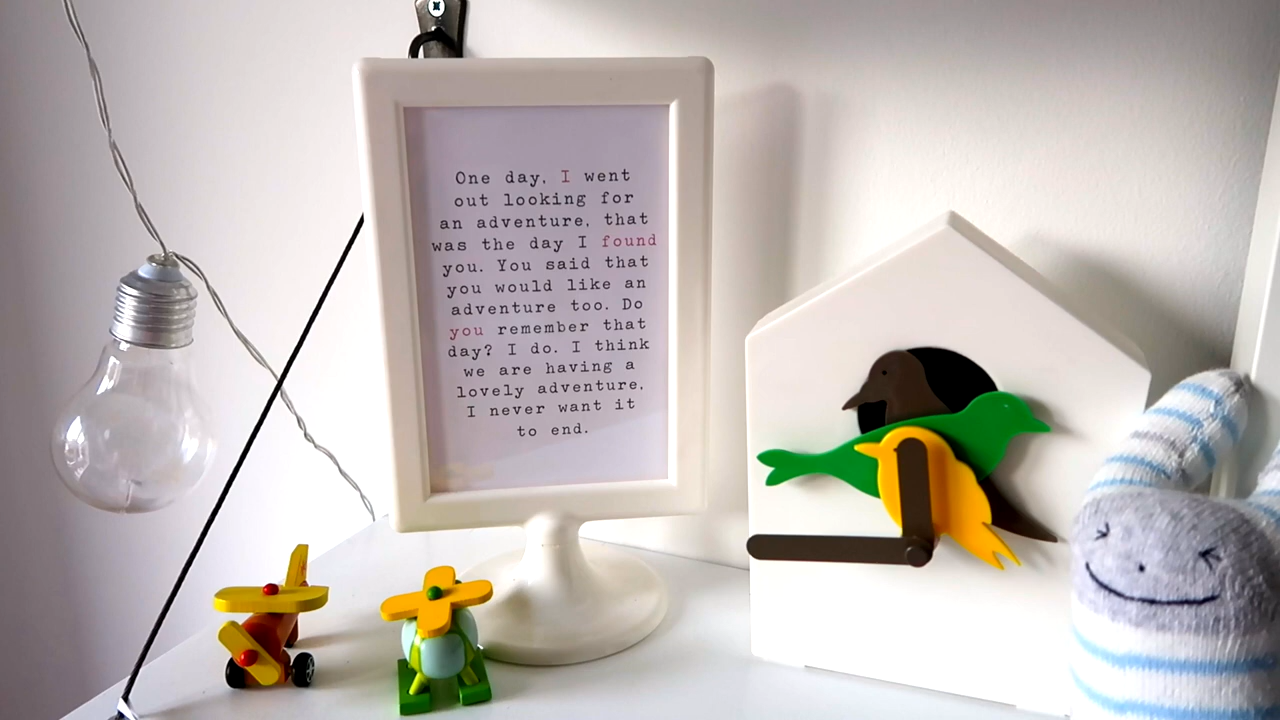 One day, I went
out looking for
an adventure, that
was the day I found
you. You said that
you would like an
adventure too. Do
you remember that
day? I do. I think
we are having a
lovely adventure,
I never want it
to end.